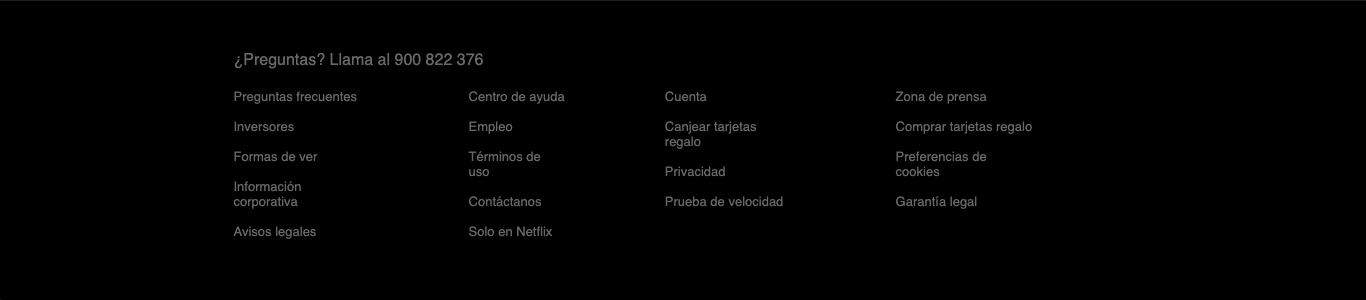 ¿Preguntas? Llama al 900 822 376
Preguntas frecuentes
Centro de ayuda
Cuenta
Zona de prensa
Inversores
Empleo
Canjear tarjetas
regalo
Comprar tarjetas regalo
Formas de ver
Términos de
uso
Privacidad
Preferencias de
cookies
Información
corporativa
Contáctanos
Prueba de velocidad
Garantía legal
Avisos legales
Solo en Netflix